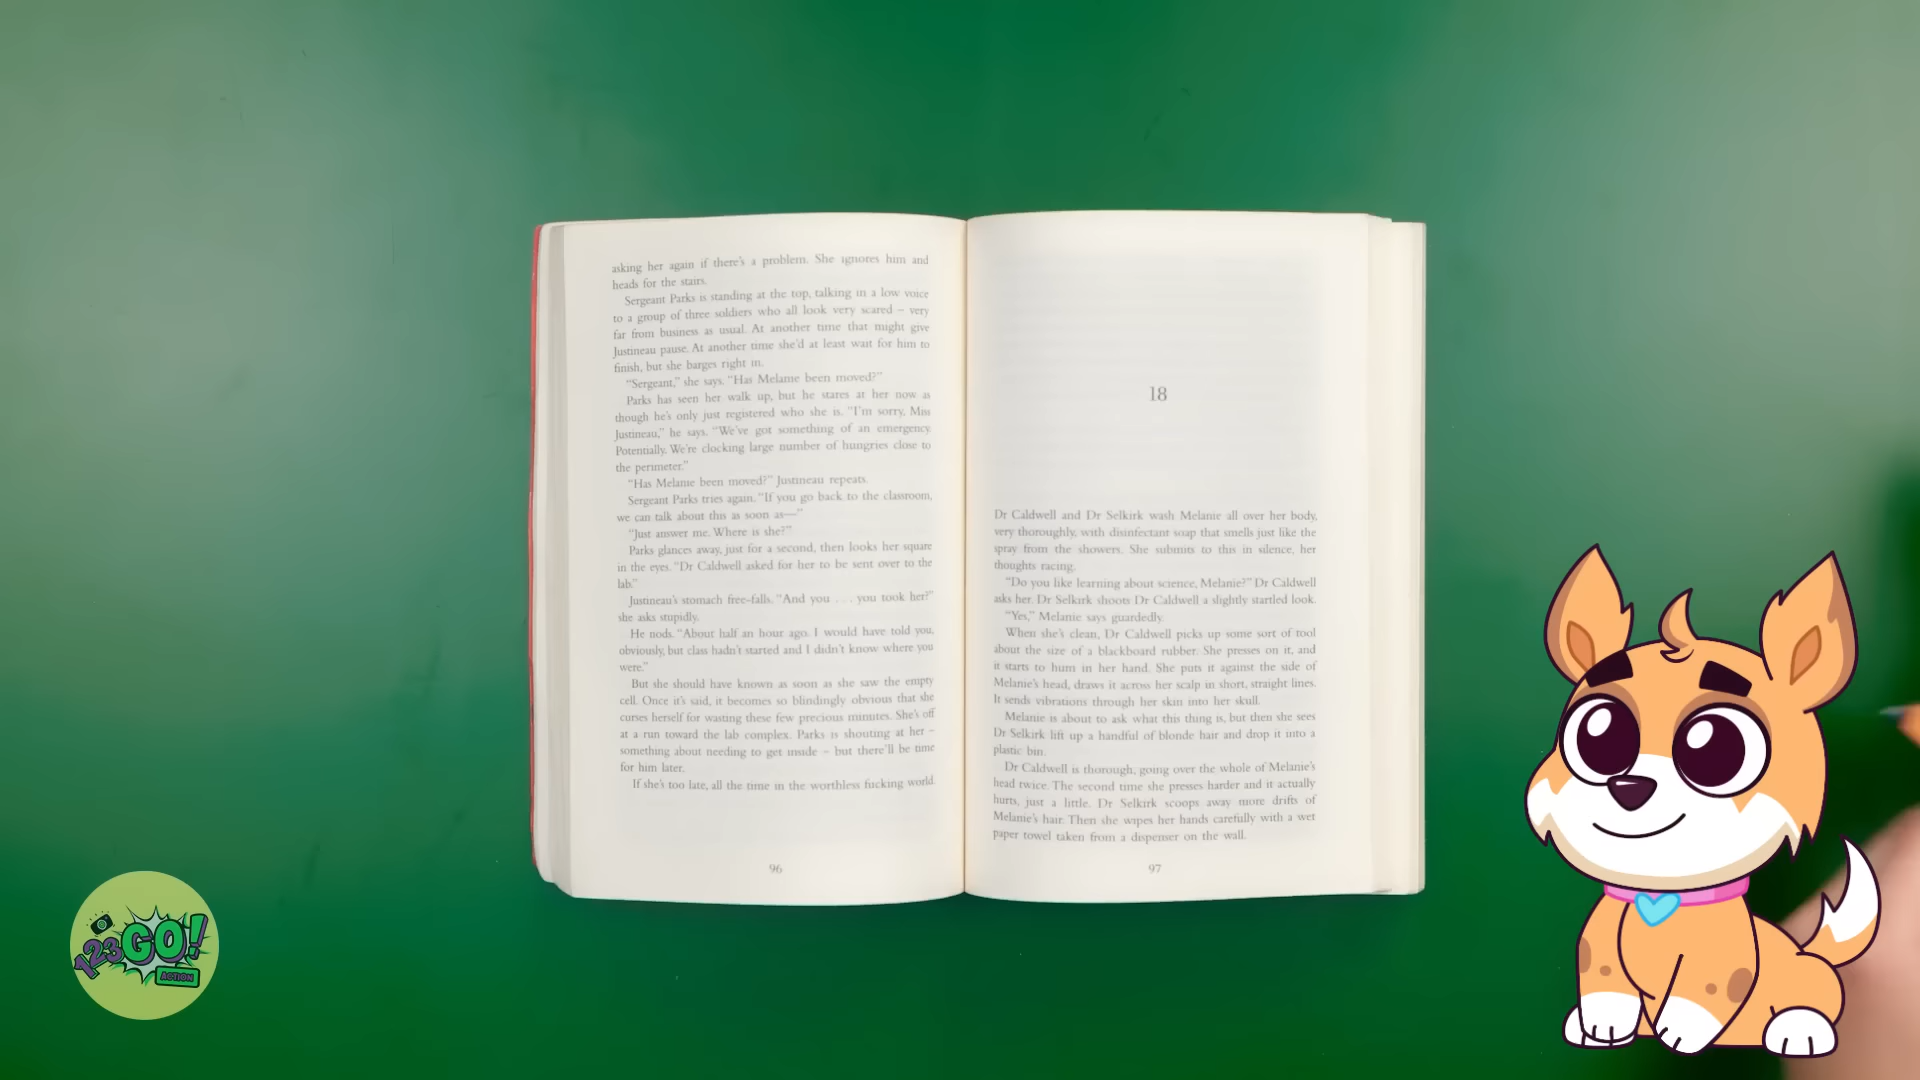 asking her again if there's a problem. She ignores him and
heads for the stairs.
Sergeant Parks is standing at the top, talking in a low voice
to a group of three soldiers who all look very scared – very
far from business as usual. At another time that might give
Justineau pause. At another time she'd at least wait for him to
finish, but she barges right in.
“Sergeant,” she says. “Has Melanie been moved?”
Parks has seen her walk up, but he stares at her now as
though he's only just registered who she is. “I'm sorry, Miss
Justineau,” he says. “We've got something of an emergency.
Potentially. We're clocking large number of hungries close to
the perimeter.”
“Has Melanie been moved?” Justineau repeats.
Sergeant Parks tries again. “If you go back to the classroom,
we can talk about this as soon as—”
“Just answer me. Where is she?”
Parks glances away, just for a second, then looks her square
in the eyes. “Dr Caldwell asked for her to be sent over to the
lab.”
Justineau's stomach free-falls. “And you . . . you took her?”
she asks stupidly.
He nods. “About half an hour ago. I would have told you,
obviously, but class hadn't started and I didn't know where you
were.”
But she should have known as soon as she saw the empty
cell. Once it's said, it becomes so blindingly obvious that she
curses herself for wasting these few precious minutes. She's off
at a run toward the lab complex. Parks is shouting at her –
something about needing to get inside – but there'll be time
for him later.
If she's too late, all the time in the worthless fucking world.
96
18
Dr Caldwell and Dr Selkirk wash Melanie all over her body,
very thoroughly, with disinfectant soap that smells just like the
spray from the showers. She submits to this in silence, her
thoughts racing.
“Do you like learning about science, Melanie?” Dr Caldwell
asks her. Dr Selkirk shoots Dr Caldwell a slightly startled look.
“Yes,” Melanie says guardedly.
When she's clean, Dr Caldwell picks up some sort of tool
about the size of a blackboard rubber. She presses on it, and
it starts to hum in her hand. She puts it against the side of
Melanie's head, draws it across her scalp in short, straight lines.
It sends vibrations through her skin into her skull.
Melanie is about to ask what this thing is, but then she sees
Dr Selkirk lift up a handful of blonde hair and drop it into a
plastic bin.
Dr Caldwell is thorough, going over the whole of Melanie's
head twice. The second time she presses harder and it actually
hurts, just a little. Dr Selkirk scoops away more drifts of
Melanie's hair. Then she wipes her hands carefully with a wet
paper towel taken from a dispenser on the wall.
97
123 GO!
ACTION